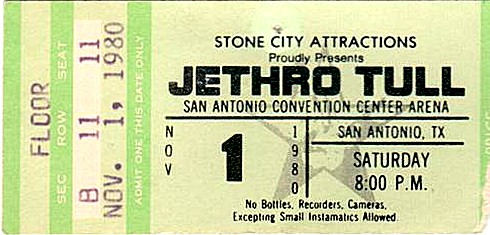 FLOOR
SEC ROW SEAT
B 11 11
NOV. 1, 1980
ADMIT ONE THIS DATE ONLY
STONE CITY ATTRACTIONS
Proudly Presents
JETHRO TULL
SAN ANTONIO CONVENTION CENTER ARENA
NOV
1
1980
SAN ANTONIO, TX
SATURDAY
8:00 P.M.
No Bottles, Recorders, Cameras,
Excepting Small Instamatics Allowed